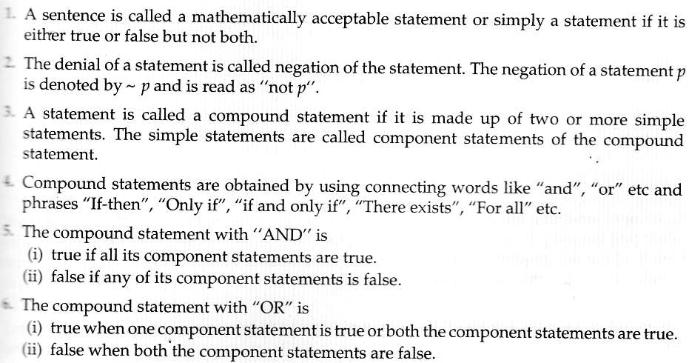 1. A sentence is called a mathematically acceptable statement or simply a statement if it is
either true or false but not both.
2. The denial of a statement is called negation of the statement. The negation of a statement p
is denoted by ~ p and is read as "not p".
3. A statement is called a compound statement if it is made up of two or more simple
statements. The simple statements are called component statements of the compound
statement.
4. Compound statements are obtained by using connecting words like "and", "or" etc and
phrases "If-then", "Only if", "if and only if", "There exists", "For all" etc.
5. The compound statement with "AND" is
(i) true if all its component statements are true.
(ii) false if any of its component statements is false.
6. The compound statement with "OR" is
(i) true when one component statement is true or both the component statements are true.
(ii) false when both the component statements are false.